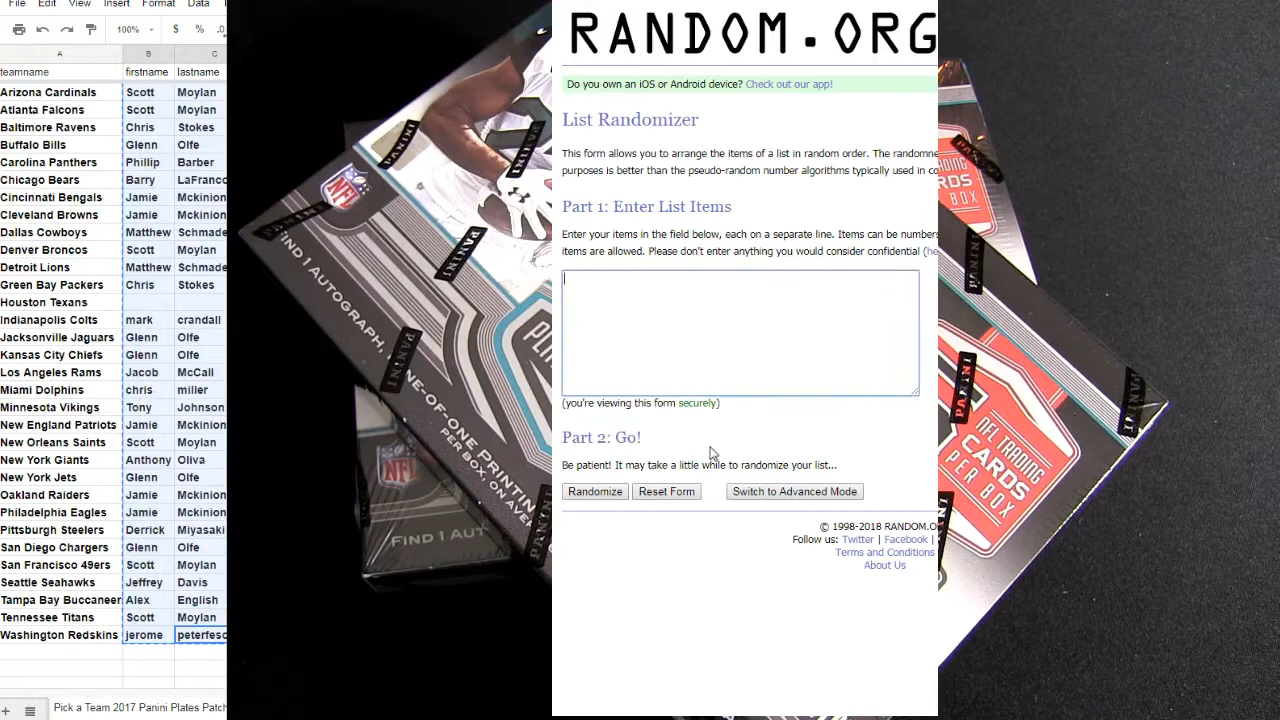 File Edit View Insert Format Data
100% $ %
A B C
teamname firstname lastname
Arizona Cardinals Scott Moylan
Atlanta Falcons Scott Moylan
Baltimore Ravens Chris Stokes
Buffalo Bills Glenn Olfe
Carolina Panthers Phillip Barber
Chicago Bears Barry LaFranc
Cincinnati Bengals Jamie Mckinion
Cleveland Browns Jamie Mckinion
Dallas Cowboys Matthew Schmade
Denver Broncos Scott Moylan
Detroit Lions Matthew Schmade
Green Bay Packers Chris Stokes
Houston Texans
Indianapolis Colts mark crandall
Jacksonville Jaguars Glenn Olfe
Kansas City Chiefs Glenn Olfe
Los Angeles Rams Jacob McCall
Miami Dolphins chris miller
Minnesota Vikings Tony Johnson
New England Patriots Jamie Mckinion
New Orleans Saints Scott Moylan
New York Giants Anthony Oliva
New York Jets Glenn Olfe
Oakland Raiders Jamie Mckinion
Philadelphia Eagles Jamie Mckinion
Pittsburgh Steelers Derrick Miyasaki
San Diego Chargers Glenn Olfe
San Francisco 49ers Scott Moylan
Seattle Seahawks Jeffrey Davis
Tampa Bay Buccaneer Alex English
Tennessee Titans Scott Moylan
Washington Redskins jerome peterfesc
Pick a Team 2017 Panini Plates Patch
NFL
PANINI
FIND 1 AUTOGRAPH,
NE-OF-ONE PRINTING
PER BOX, ON AVER
NFL
FIND 1 AUT
RANDOM.ORG
Do you own an iOS or Android device? Check out our app!
List Randomizer
This form allows you to arrange the items of a list in random order. The randomne
purposes is better than the pseudo-random number algorithms typically used in co
Part 1: Enter List Items
Enter your items in the field below, each on a separate line. Items can be numbers
items are allowed. Please don't enter anything you would consider confidential (he
(you're viewing this form securely)
Part 2: Go!
Be patient! It may take a little while to randomize your list...
Randomize Reset Form Switch to Advanced Mode
© 1998-2018 RANDOM.O
Follow us: Twitter | Facebook |
Terms and Conditions
About Us
PANINI
NFL TRADING
CARDS
PER BOX